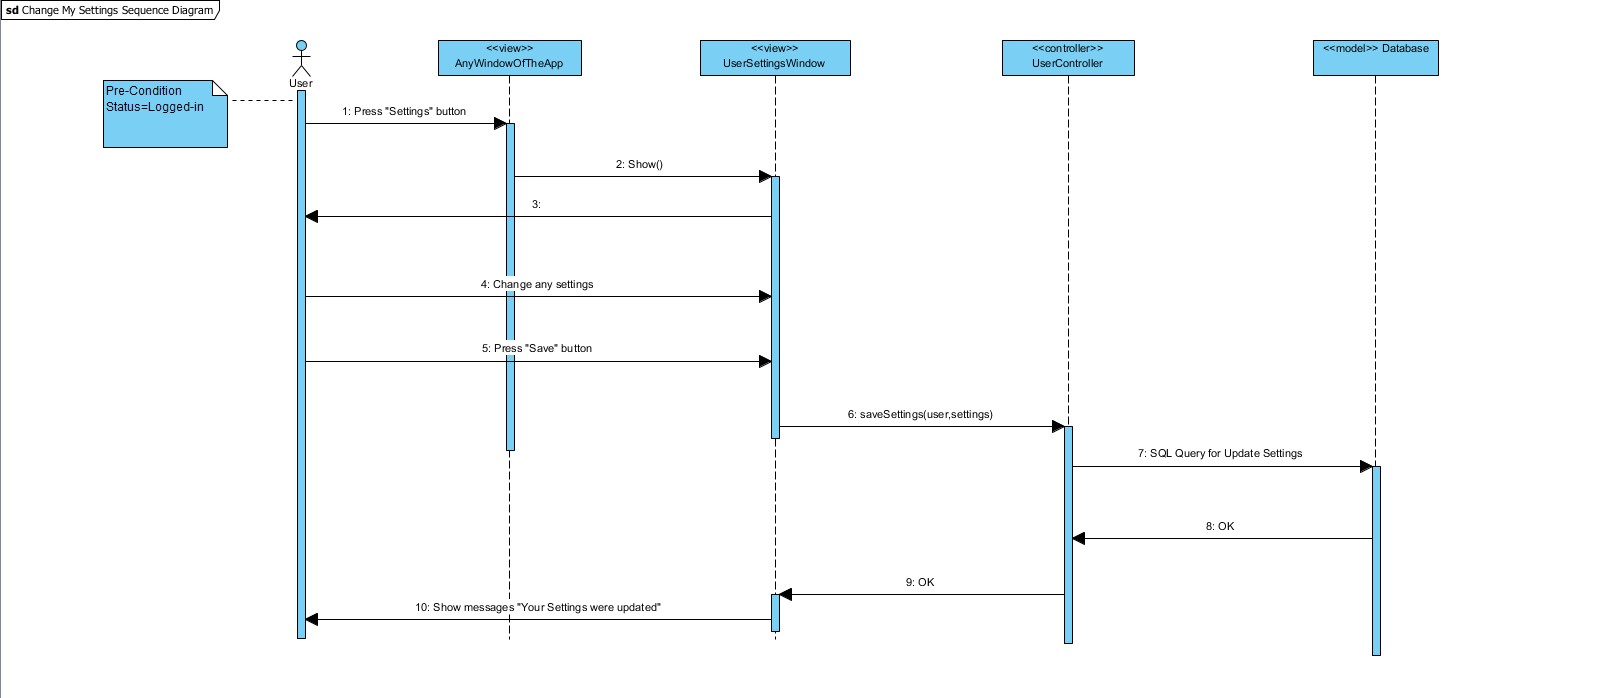 sd Change My Settings Sequence Diagram
User
<<view>>
AnyWindowOfTheApp
<<view>>
UserSettingsWindow
<<controller>>
UserController
<<model>> Database
Pre-Condition
Status=Logged-in
1: Press "Settings" button
2: Show()
3:
4: Change any settings
5: Press "Save" button
6: saveSettings(user,settings)
7: SQL Query for Update Settings
8: OK
9: OK
10: Show messages "Your Settings were updated"